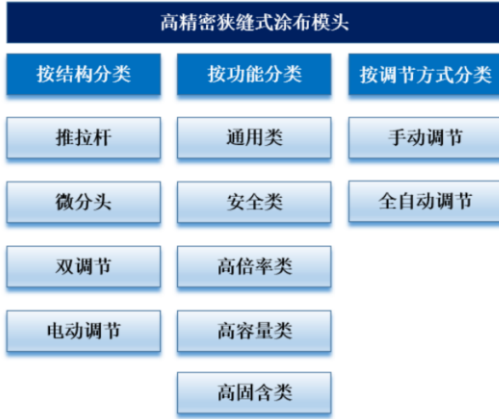 高精密狭缝式涂布模头
按结构分类
按功能分类
按调节方式分类
推拉杆
通用类
手动调节
微分头
安全类
全自动调节
双调节
高倍率类
电动调节
高容量类
高固含类